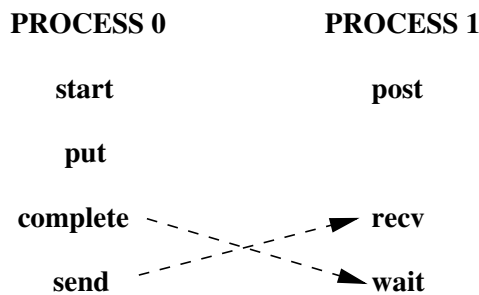 PROCESS 0 PROCESS 1
start post
put
complete recv
send wait